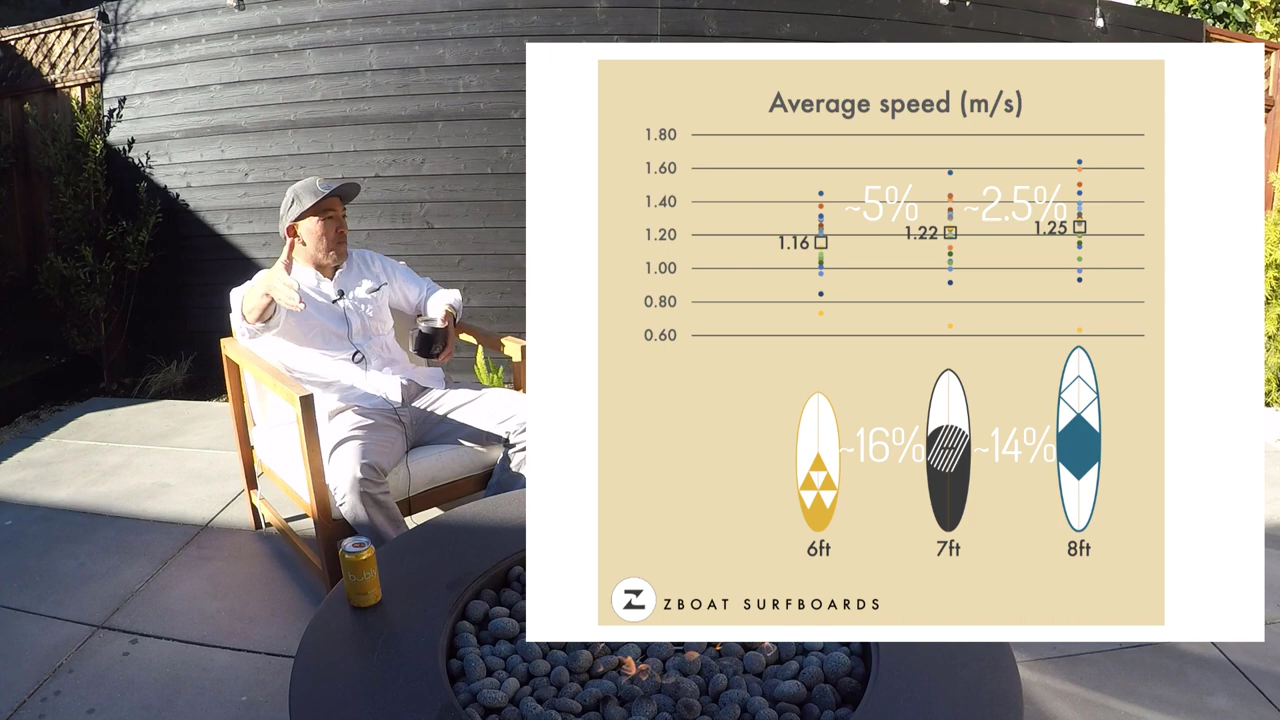 Average speed (m/s)
1.80
1.60
1.40
~5% ~2.5%
1.20
1.16 1.22 1.25
1.00
0.80
0.60
~16% ~14%
6ft 7ft 8ft
Z ZBOAT SURFBOARDS
bubly